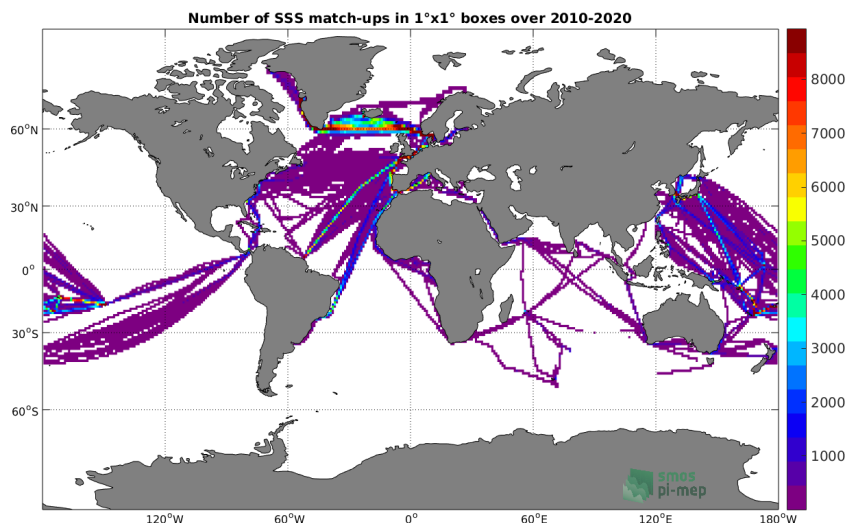 Number of SSS match-ups in 1°x1° boxes over 2010-2020
8000
7000
6000
5000
4000
3000
2000
1000
60°N
30°N
0°
30°S
60°S
120°W
60°W
0°
60°E
120°E
180°W
smos
pi-mep